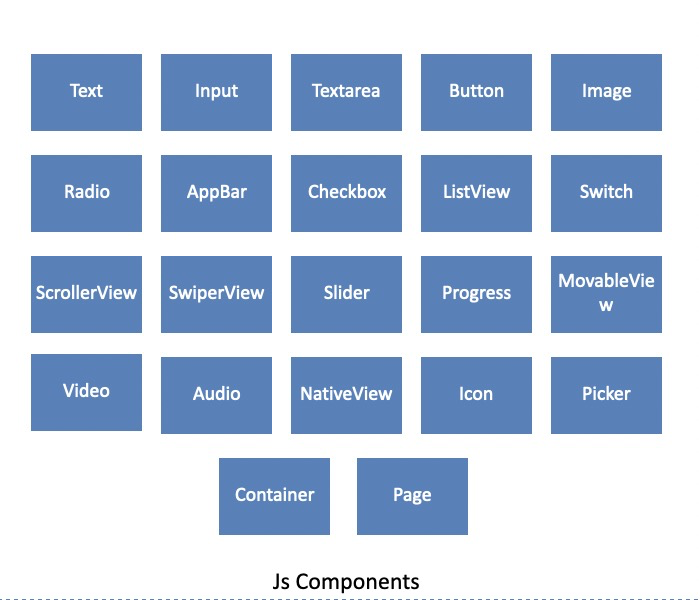 Text
Input
Textarea
Button
Image
Radio
AppBar
Checkbox
ListView
Switch
ScrollerView
SwiperView
Slider
Progress
MovableVie
w
Video
Audio
NativeView
Icon
Picker
Container
Page
Js Components